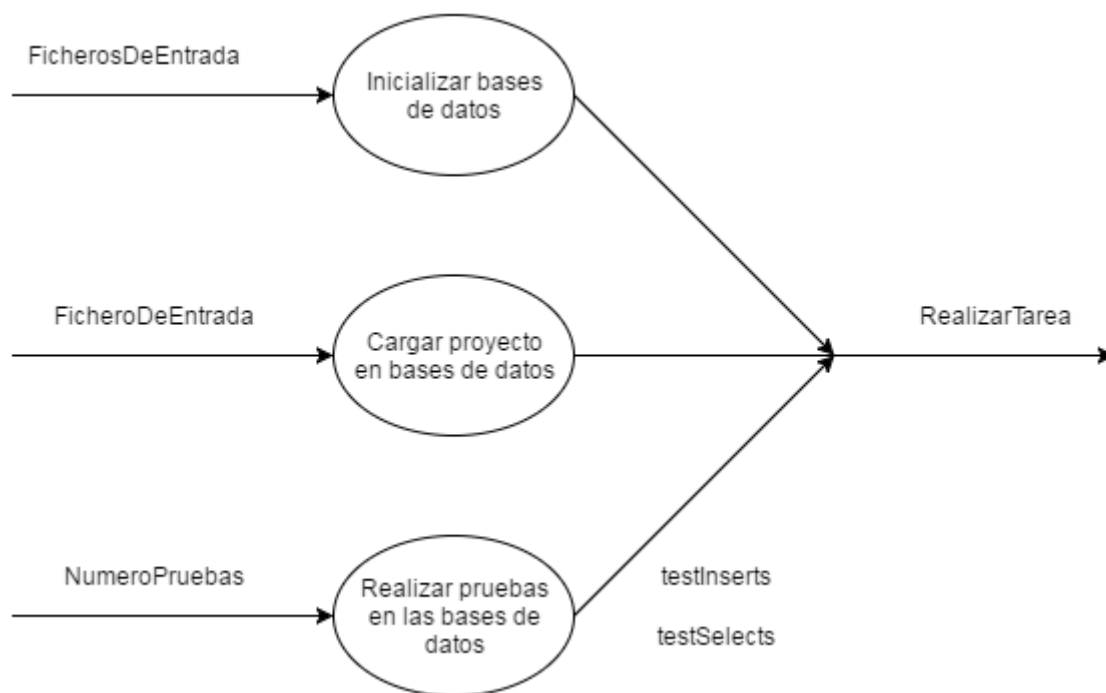 FicherosDeEntrada
Inicializar bases
de datos
FicheroDeEntrada
Cargar proyecto
en bases de datos
RealizarTarea
NumeroPruebas
Realizar pruebas
en las bases de
datos
testInserts
testSelects